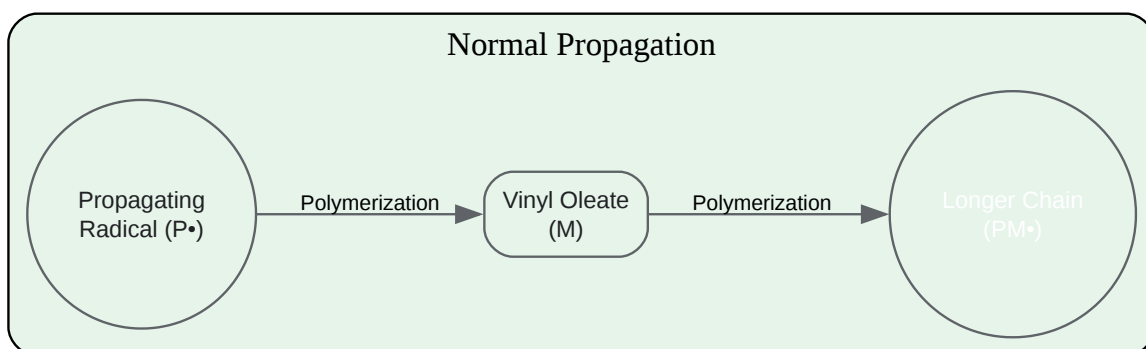 Normal Propagation
Propagating
Radical (P•)
Polymerization
Vinyl Oleate
(M)
Polymerization
Longer Chain
(PM•)